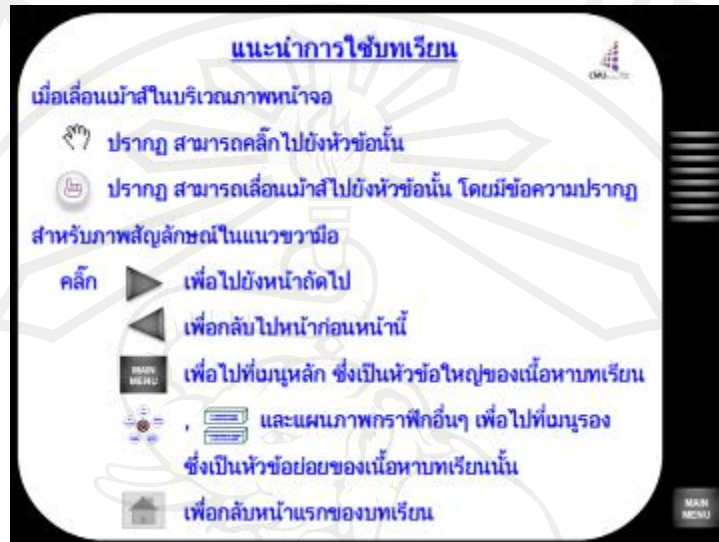 แนะนำการใช้บทเรียน
CMU
เมื่อเลื่อนเม้าส์ในบริเวณภาพหน้าจอ
ปรากฏ สามารถคลิ๊กไปยังหัวข้อนั้น
ปรากฏ สามารถเลื่อนเม้าส์ไปยังหัวข้อนั้น โดยมีข้อความปรากฏ
สำหรับภาพสัญลักษณ์ในแนวขวามือ
คลิ๊ก เพื่อไปยังหน้าถัดไป
เพื่อกลับไปหน้าก่อนหน้านี้
MAIN MENU เพื่อไปที่เมนูหลัก ซึ่งเป็นหัวข้อใหญ่ของเนื้อหาบทเรียน
, และแผนภาพกราฟิกอื่นๆ เพื่อไปที่เมนูรอง
ซึ่งเป็นหัวข้อย่อยของเนื้อหาบทเรียนนั้น
เพื่อกลับหน้าแรกของบทเรียน
MAIN
MENU